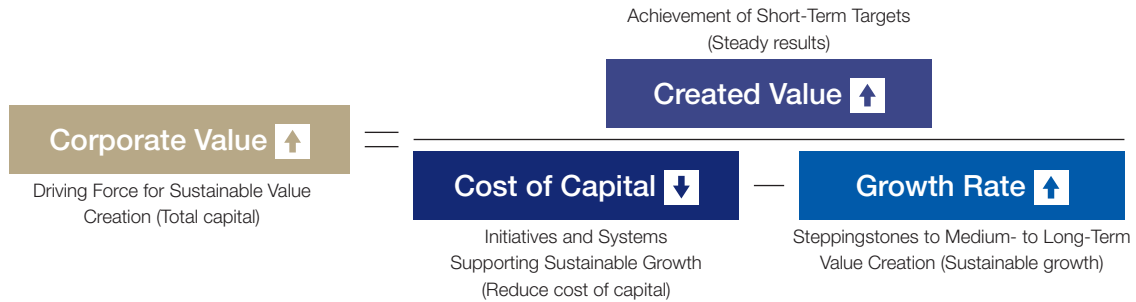 Achievement of Short-Term Targets
(Steady results)
Created Value
Corporate Value
Driving Force for Sustainable Value
Creation (Total capital)
Cost of Capital
Initiatives and Systems
Supporting Sustainable Growth
(Reduce cost of capital)
Growth Rate
Steppingstones to Medium- to Long-Term
Value Creation (Sustainable growth)